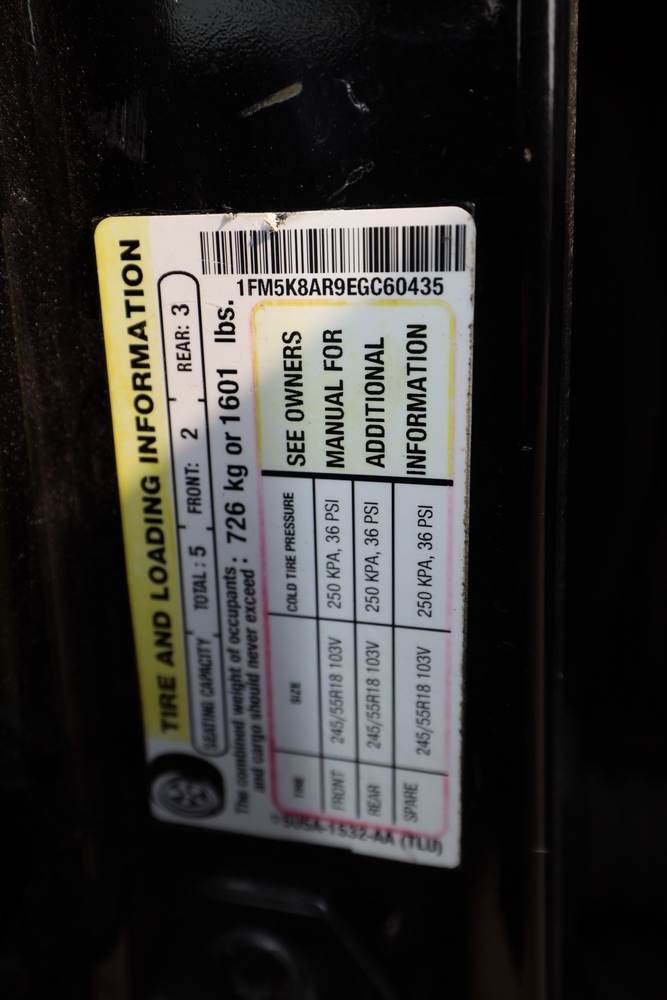 TIRE AND LOADING INFORMATION
SEATING CAPACITY TOTAL : 5 FRONT: 2 REAR: 3
The combined weight of occupants
and cargo should never exceed : 726 kg or 1601 lbs.
1FM5K8AR9EGC60435
TIRE SIZE COLD TIRE PRESSURE
FRONT 245/55R18 103V 250 KPA, 36 PSI
REAR 245/55R18 103V 250 KPA, 36 PSI
SPARE 245/55R18 103V 250 KPA, 36 PSI
SEE OWNERS
MANUAL FOR
ADDITIONAL
INFORMATION
(TLU)